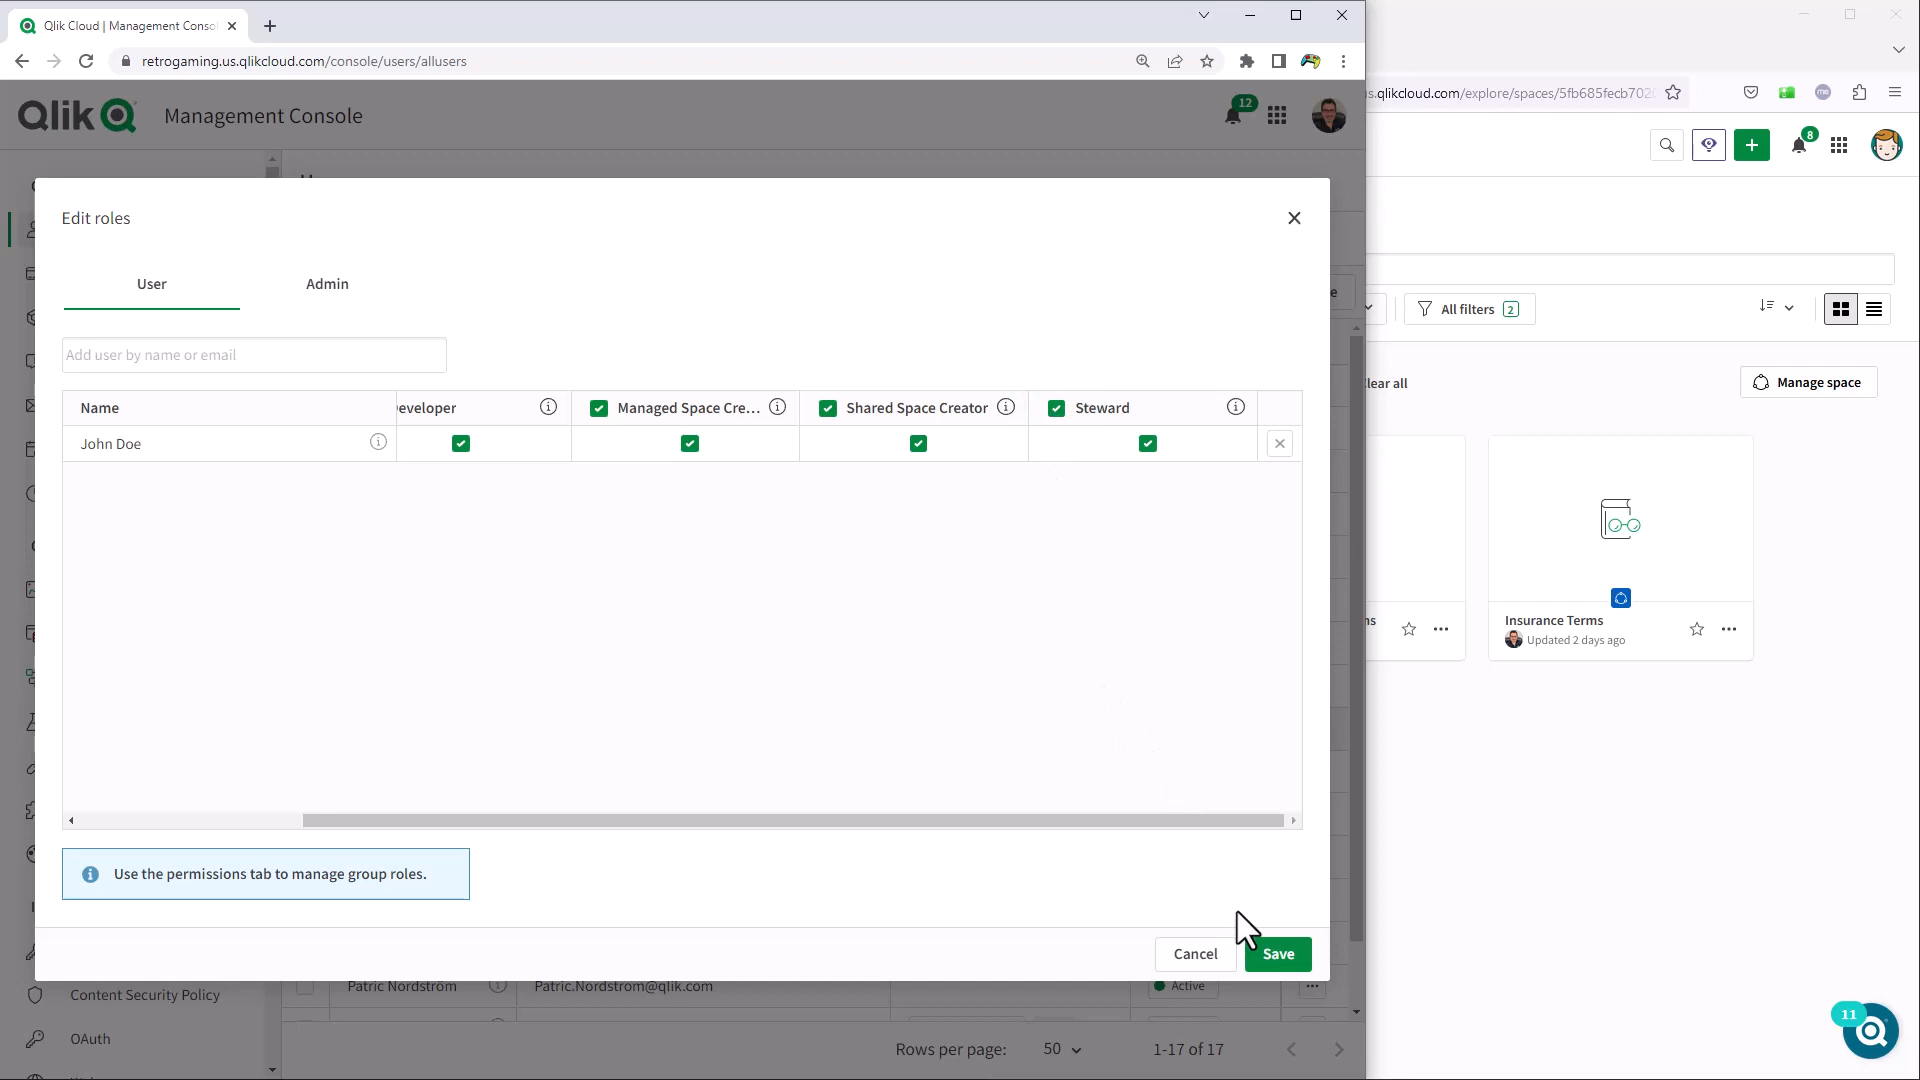 Qlik Cloud | Management Conso
retrogaming.us.qlikcloud.com/console/users/allusers
s.qlikcloud.com/explore/spaces/5fb685fecb702
Qlik
Management Console
12
8
Edit roles
User
Admin
All filters 2
Add user by name or email
lear all
Manage space
Name
eveloper
Managed Space Cre...
Shared Space Creator
Steward
John Doe
Insurance Terms
Updated 2 days ago
Use the permissions tab to manage group roles.
Cancel
Save
Patric Nordstrom
Patric.Nordstrom@qlik.com
Active
Content Security Policy
OAuth
Rows per page:
50
1-17 of 17
11